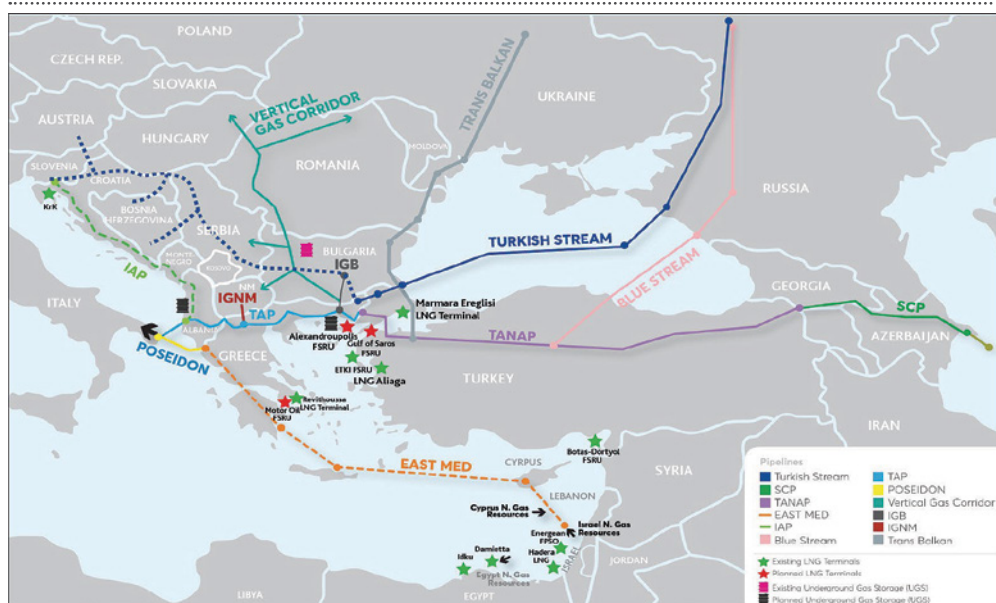 POLAND
CZECH REP.
SLOVAKIA
UKRAINE
AUSTRIA
VERTICAL
GAS CORRIDOR
TRANS BALKAN
HUNGARY
MOLDOVA
SLOVENIA
ROMANIA
CROATIA
RUSSIA
Krk
BOSNIA
HERZEGOVINA
SERBIA
TURKISH STREAM
BULGARIA
IGB
BLUE STREAM
IAP
MONTE
NEGRO
KOSOVO
GEORGIA
NM
IGNM
ITALY
Marmara Ereglisi
LNG Terminal
SCP
TAP
ALBANIA
Alexandroupolis
FSRU
Gulf of Saros
FSRU
TANAP
AZERBAIJAN
POSEIDON
GREECE
ETKI FSRU
LNG Aliaga
TURKEY
Revithoussa
LNG Terminal
Motor Oil
FSRU
IRAN
Botas-Dörtyol
FSRU
SYRIA
EAST MED
CYPRUS
LEBANON
Cyprus N. Gas
Resources
Israel N. Gas
Resources
Energean
FPSO
Idku
Damietta
Hadera
LNG
ISRAEL
Egypt N. Gas
Resources
JORDAN
LIBYA
EGYPT
Pipelines
Turkish Stream
SCP
TANAP
EAST MED
IAP
Blue Stream
TAP
POSEIDON
Vertical Gas Corridor
IGB
IGNM
Trans Balkan
Existing LNG Terminals
Planned LNG Terminals
Existing Underground Gas Storage (UGS)
Planned Underground Gas Storage (UGS)